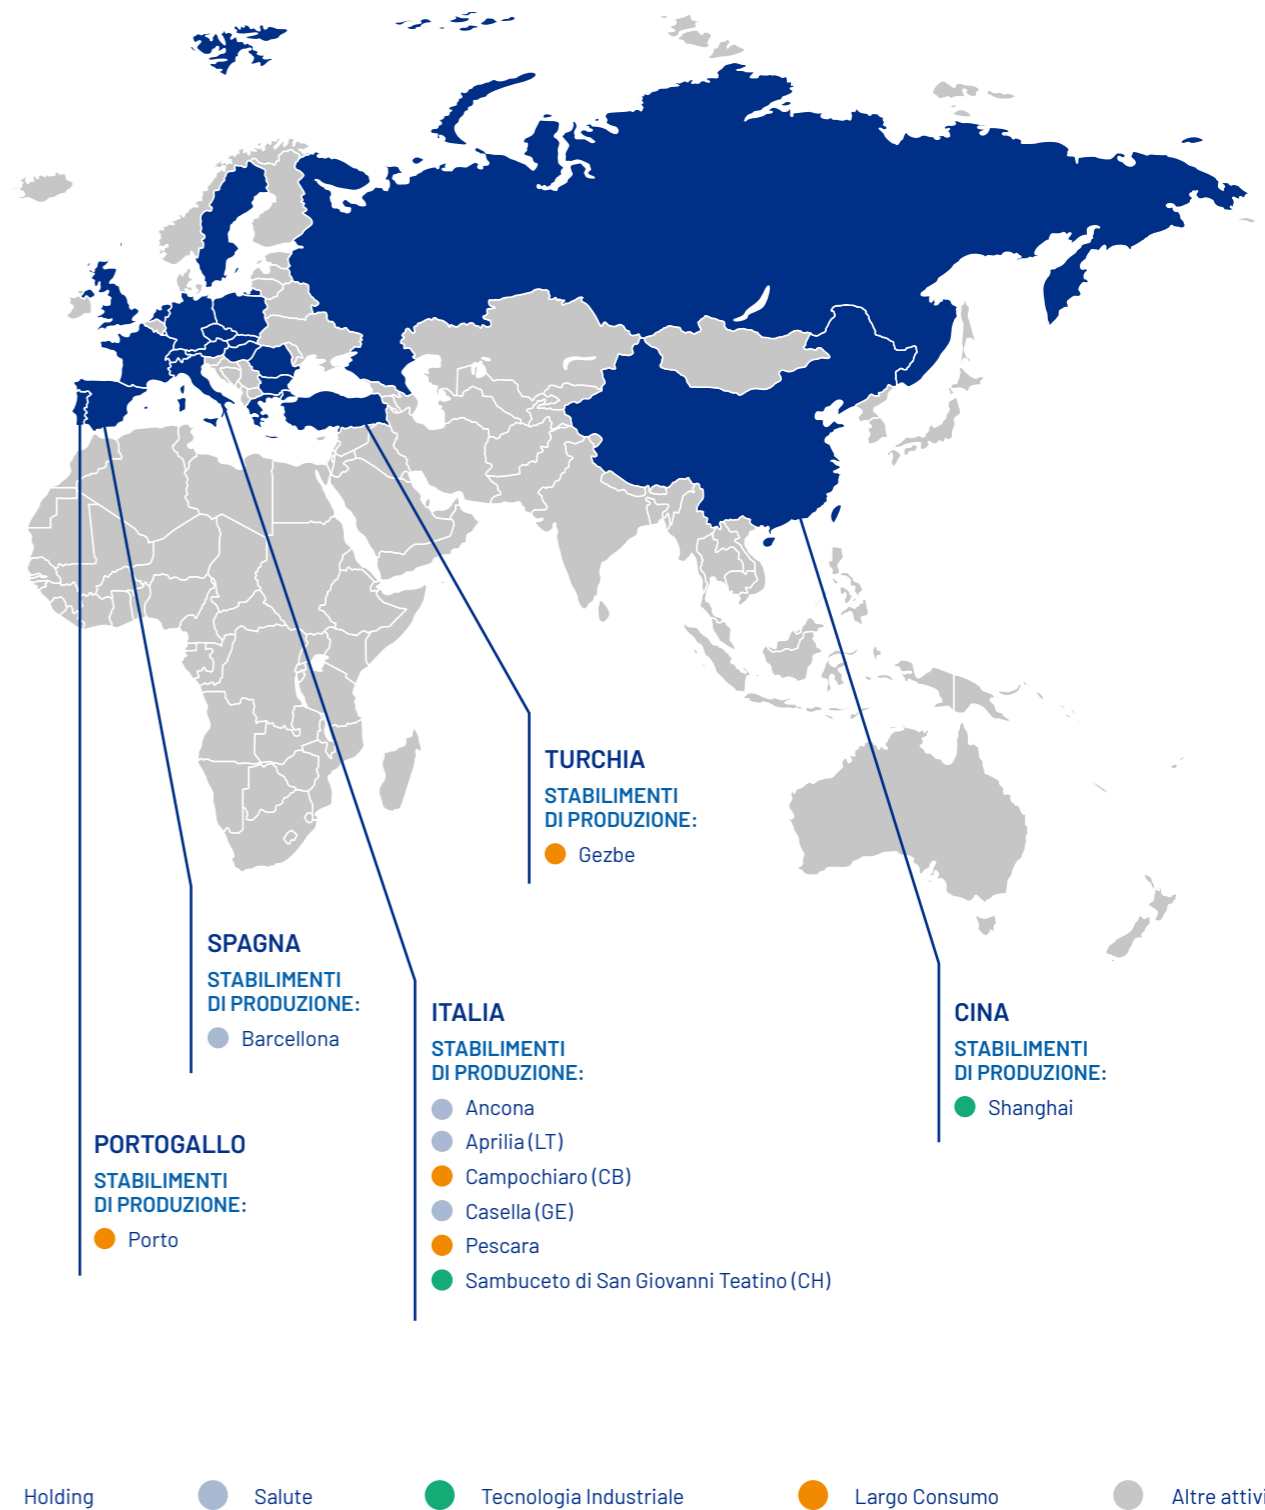 TURCHIA
STABILIMENTI
DI PRODUZIONE:
Gezbe
SPAGNA
STABILIMENTI
DI PRODUZIONE:
Barcellona
ITALIA
STABILIMENTI
DI PRODUZIONE:
Ancona
Aprilia (LT)
Campochiaro (CB)
Casella (GE)
Pescara
Sambuceto di San Giovanni Teatino (CH)
CINA
STABILIMENTI
DI PRODUZIONE:
Shanghai
PORTOGALLO
STABILIMENTI
DI PRODUZIONE:
Porto
Holding
Salute
Tecnologia Industriale
Largo Consumo
Altre attivi